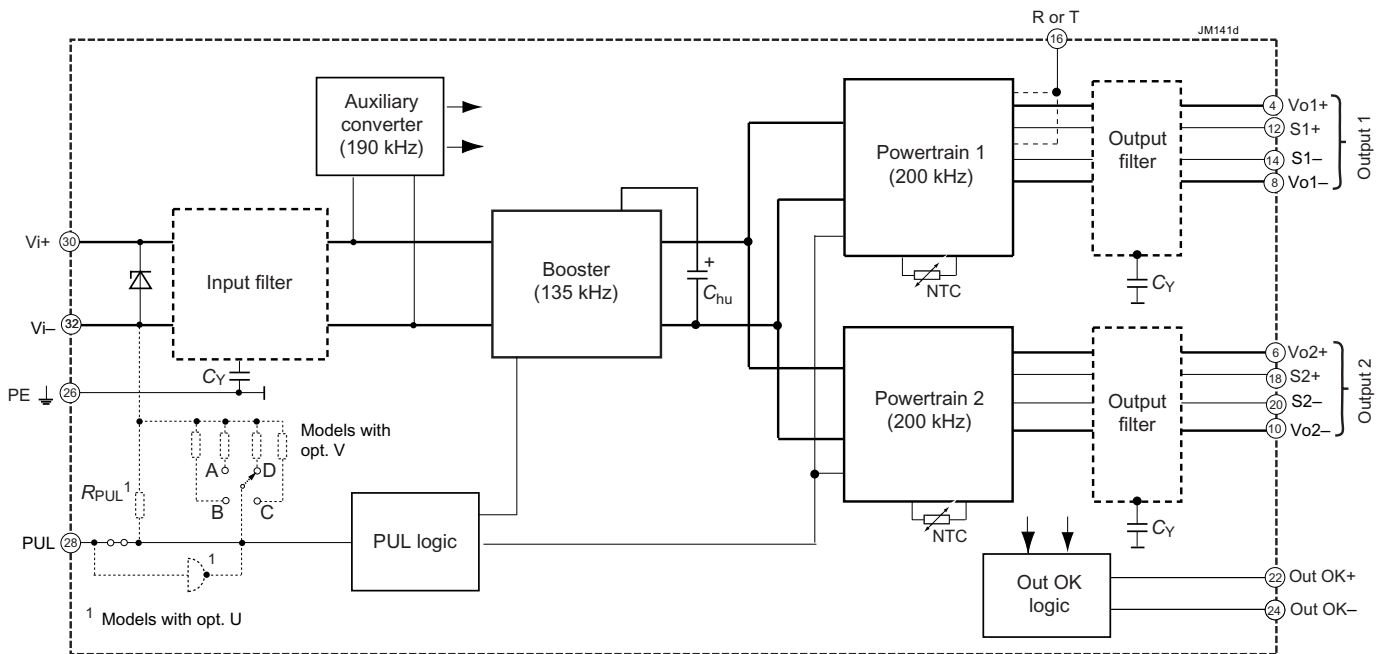 R or T
16
JM141d
Auxiliary
converter
(190 kHz)
Powertrain 1
(200 kHz)
Output
filter
4 Vo1+
12 S1+
14 S1–
8 Vo1–
Output 1
Vi+ 30
Input filter
Booster
(135 kHz)
+
Chu
NTC
CY
Vi– 32
PE 26
CY
Powertrain 2
(200 kHz)
Output
filter
6 Vo2+
18 S2+
20 S2–
10 Vo2–
Output 2
Models with
opt. V
A
D
B
C
RPUL1
NTC
CY
PUL 28
PUL logic
1
Out OK
logic
22 Out OK+
24 Out OK–
1 Models with opt. U